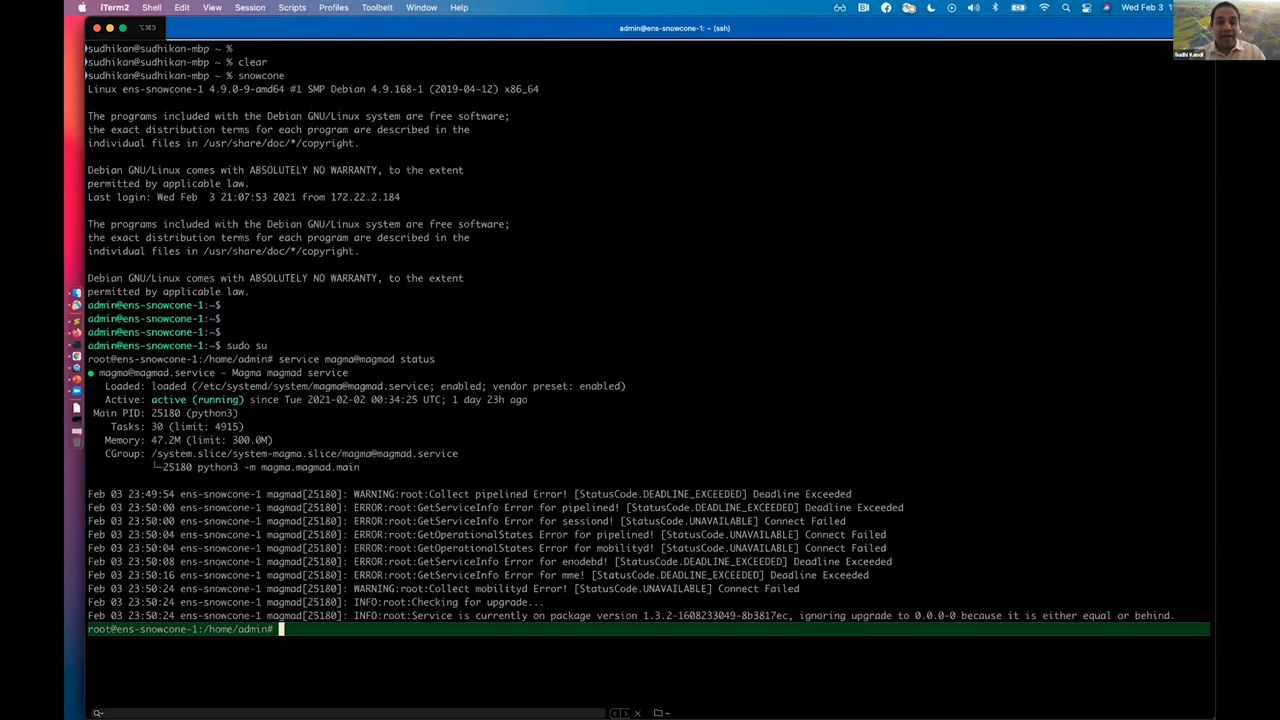 iTerm2 Shell Edit View Session Scripts Profiles Toolbelt Window Help Wed Feb 3 1
⌥⌘3 admin@ens-snowcone-1: ~ (ssh)
Sudhi Kandi
sudhikan@sudhikan-mbp ~ %
sudhikan@sudhikan-mbp ~ % clear
sudhikan@sudhikan-mbp ~ % snowcone
Linux ens-snowcone-1 4.9.0-9-amd64 #1 SMP Debian 4.9.168-1 (2019-04-12) x86_64
The programs included with the Debian GNU/Linux system are free software;
the exact distribution terms for each program are described in the
individual files in /usr/share/doc/*/copyright.
Debian GNU/Linux comes with ABSOLUTELY NO WARRANTY, to the extent
permitted by applicable law.
Last login: Wed Feb  3 21:07:53 2021 from 172.22.2.184
The programs included with the Debian GNU/Linux system are free software;
the exact distribution terms for each program are described in the
individual files in /usr/share/doc/*/copyright.
Debian GNU/Linux comes with ABSOLUTELY NO WARRANTY, to the extent
permitted by applicable law.
admin@ens-snowcone-1:~$
admin@ens-snowcone-1:~$
admin@ens-snowcone-1:~$
admin@ens-snowcone-1:~$ sudo su
root@ens-snowcone-1:/home/admin# service magma@magmad status
● magma@magmad.service - Magma magmad service
Loaded: loaded (/etc/systemd/system/magma@magmad.service; enabled; vendor preset: enabled)
Active: active (running) since Tue 2021-02-02 00:34:25 UTC; 1 day 23h ago
Main PID: 25180 (python3)
Tasks: 30 (limit: 4915)
Memory: 47.2M (limit: 300.0M)
CGroup: /system.slice/system-magma.slice/magma@magmad.service
└─25180 python3 -m magma.magmad.main
Feb 03 23:49:54 ens-snowcone-1 magmad[25180]: WARNING:root:Collect pipelined Error! [StatusCode.DEADLINE_EXCEEDED] Deadline Exceeded
Feb 03 23:50:00 ens-snowcone-1 magmad[25180]: ERROR:root:GetServiceInfo Error for pipelined! [StatusCode.DEADLINE_EXCEEDED] Deadline Exceeded
Feb 03 23:50:00 ens-snowcone-1 magmad[25180]: ERROR:root:GetServiceInfo Error for sessiond! [StatusCode.UNAVAILABLE] Connect Failed
Feb 03 23:50:04 ens-snowcone-1 magmad[25180]: ERROR:root:GetOperationalStates Error for pipelined! [StatusCode.UNAVAILABLE] Connect Failed
Feb 03 23:50:04 ens-snowcone-1 magmad[25180]: ERROR:root:GetOperationalStates Error for mobilityd! [StatusCode.UNAVAILABLE] Connect Failed
Feb 03 23:50:08 ens-snowcone-1 magmad[25180]: ERROR:root:GetServiceInfo Error for enodebd! [StatusCode.DEADLINE_EXCEEDED] Deadline Exceeded
Feb 03 23:50:16 ens-snowcone-1 magmad[25180]: ERROR:root:GetServiceInfo Error for mme! [StatusCode.DEADLINE_EXCEEDED] Deadline Exceeded
Feb 03 23:50:24 ens-snowcone-1 magmad[25180]: WARNING:root:Collect mobilityd Error! [StatusCode.UNAVAILABLE] Connect Failed
Feb 03 23:50:24 ens-snowcone-1 magmad[25180]: INFO:root:Checking for upgrade...
Feb 03 23:50:24 ens-snowcone-1 magmad[25180]: INFO:root:Service is currently on package version 1.3.2-1608233049-8b3817ec, ignoring upgrade to 0.0.0-0 because it is either equal or behind.
root@ens-snowcone-1:/home/admin#
~